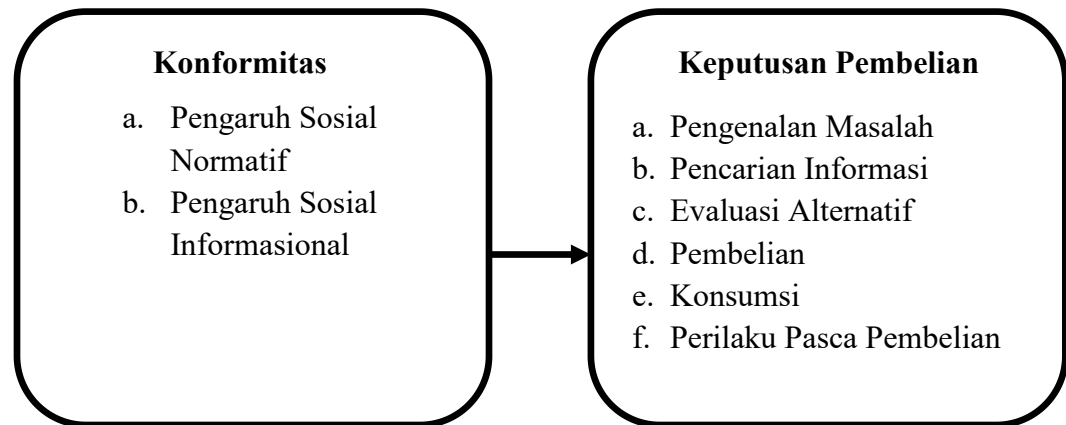 Konformitas
a. Pengaruh Sosial
Normatif
b. Pengaruh Sosial
Informasional
Keputusan Pembelian
a. Pengenalan Masalah
b. Pencarian Informasi
c. Evaluasi Alternatif
d. Pembelian
e. Konsumsi
f. Perilaku Pasca Pembelian